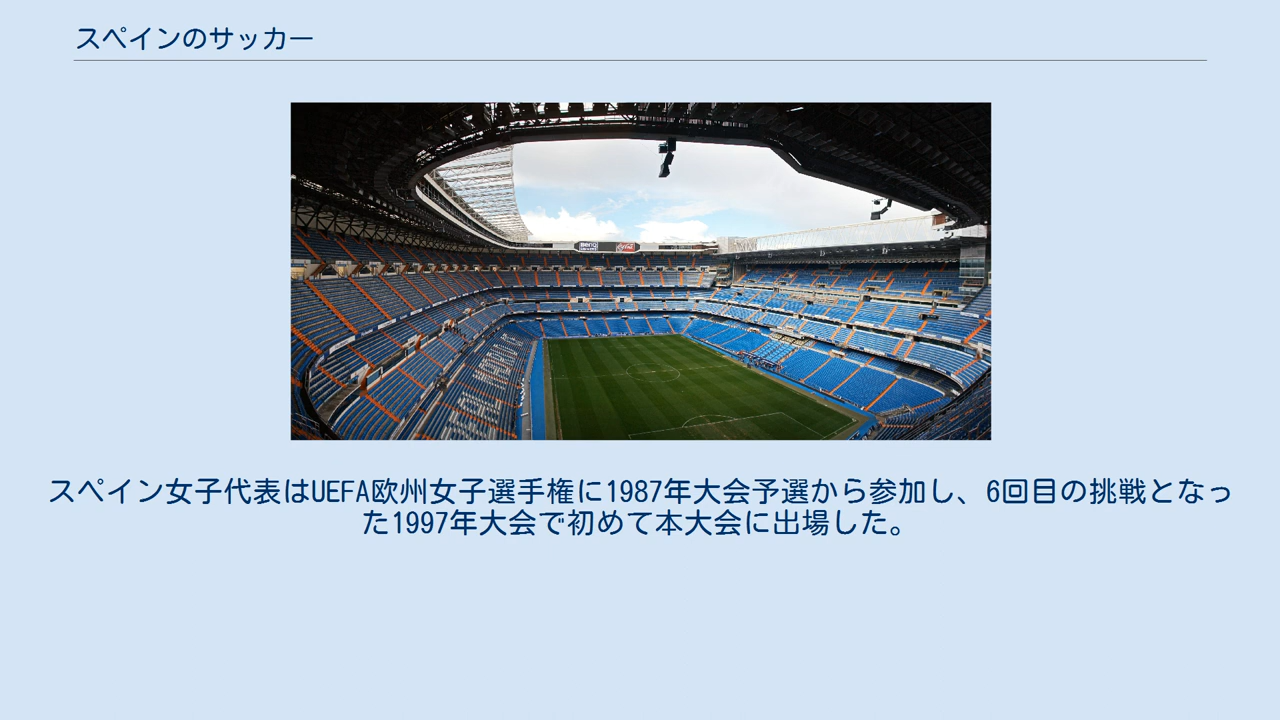 スペインのサッカー
BenQ
Coca-Cola
スペイン女子代表はUEFA欧州女子選手権に1987年大会予選から参加し、6回目の挑戦となっ
た1997年大会で初めて本大会に出場した。